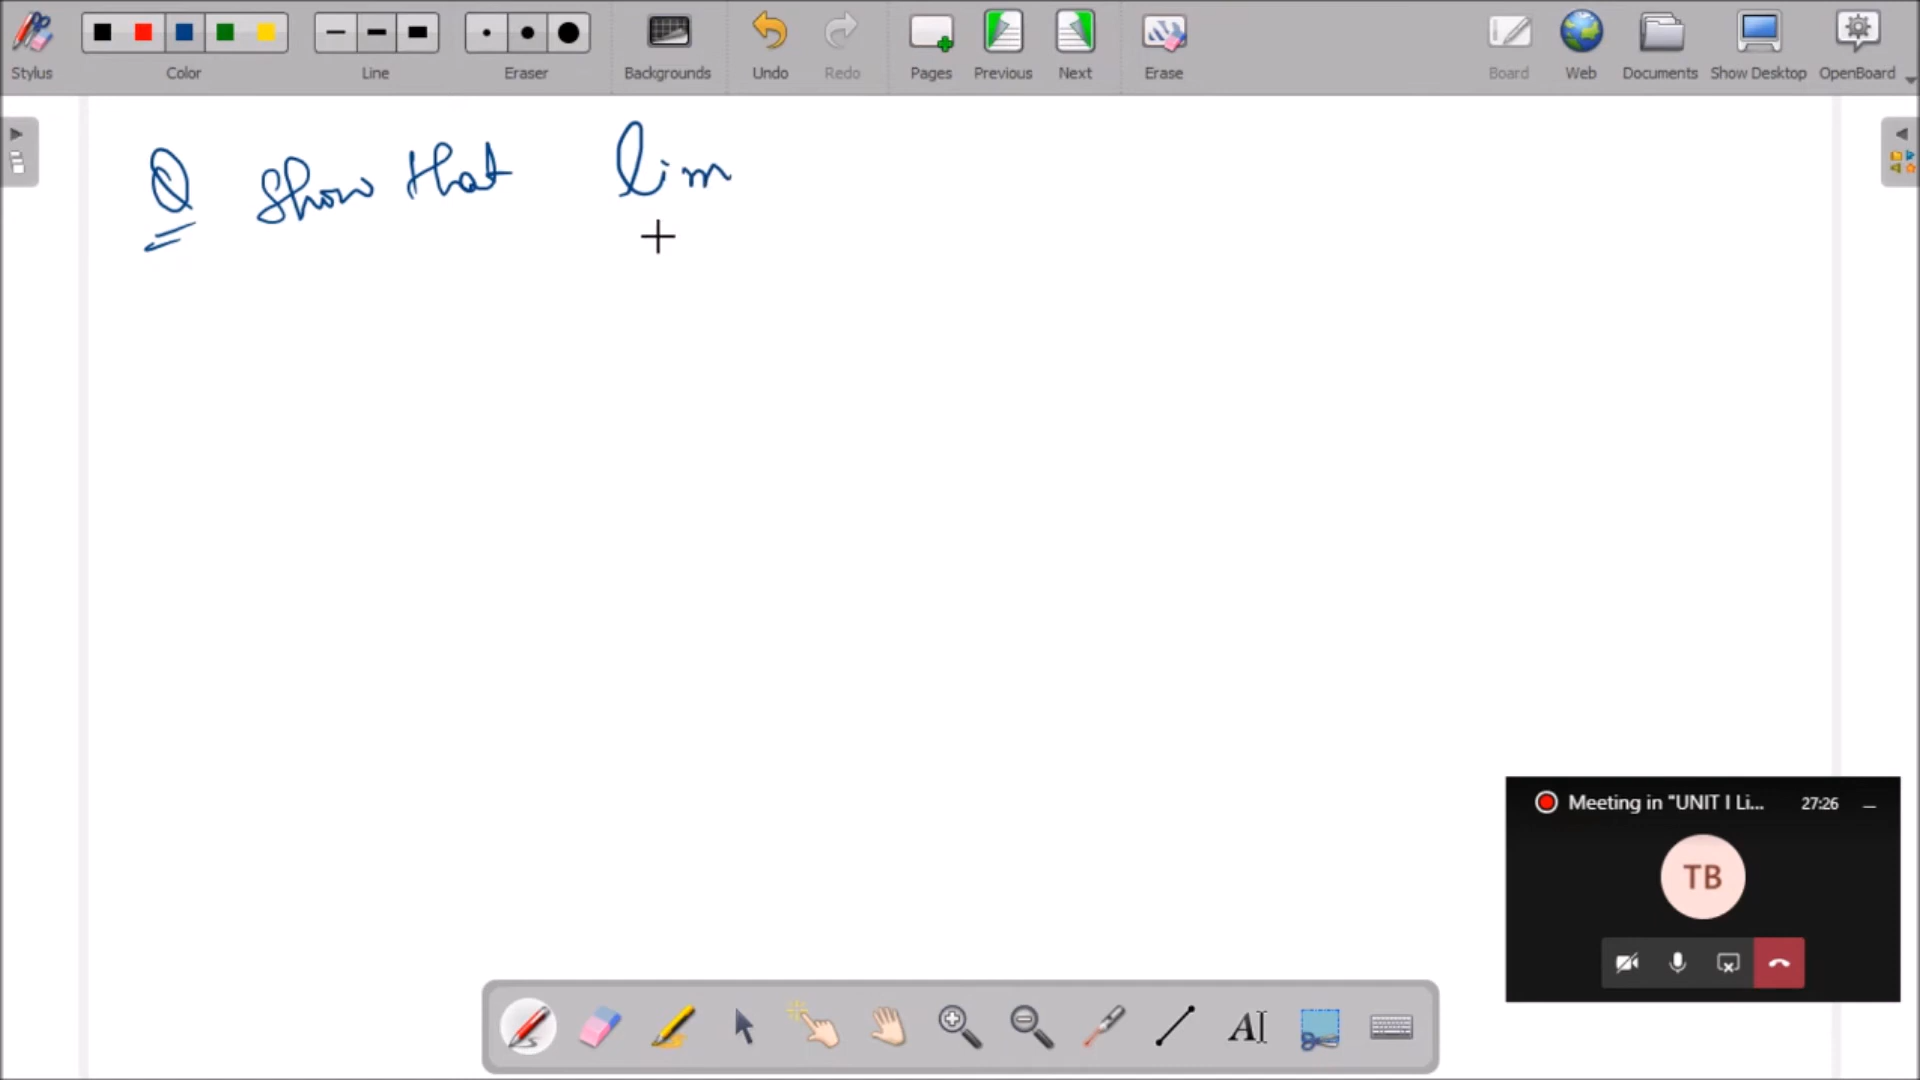 Stylus Color Line Eraser Backgrounds Undo Redo Pages Previous Next Erase Board Web Documents Show Desktop OpenBoard
Q Show that lim
Meeting in "UNIT I Li... 27:26
TB
AI